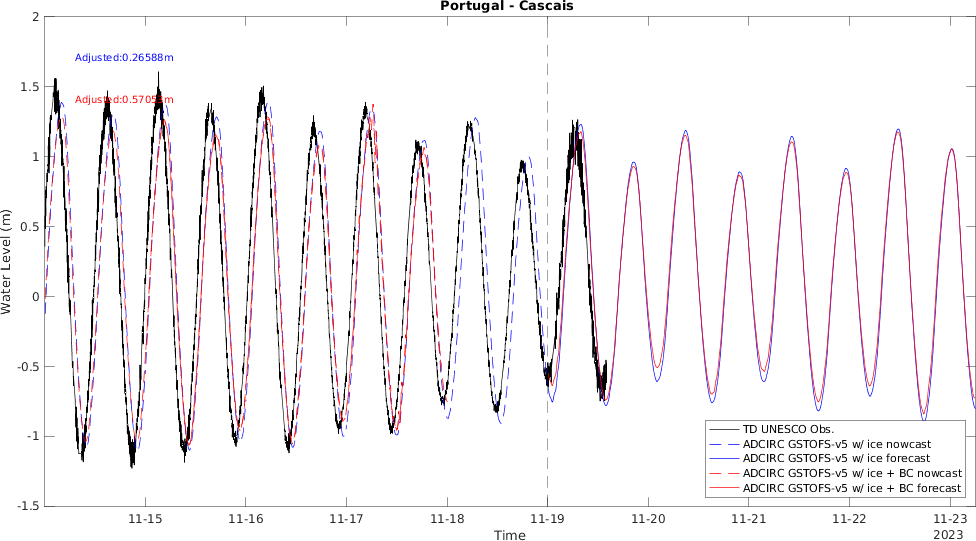 Portugal - Cascais
2
1.5
1
0.5
0
-0.5
-1
-1.5
Water Level (m)
Adjusted:0.26588m
Adjusted:0.5705 m
TD UNESCO Obs.
ADCIRC GSTOFS-v5 w/ ice nowcast
ADCIRC GSTOFS-v5 w/ ice forecast
ADCIRC GSTOFS-v5 w/ ice + BC nowcast
ADCIRC GSTOFS-v5 w/ ice + BC forecast
11-15 11-16 11-17 11-18 11-19 11-20 11-21 11-22 11-23
Time
2023